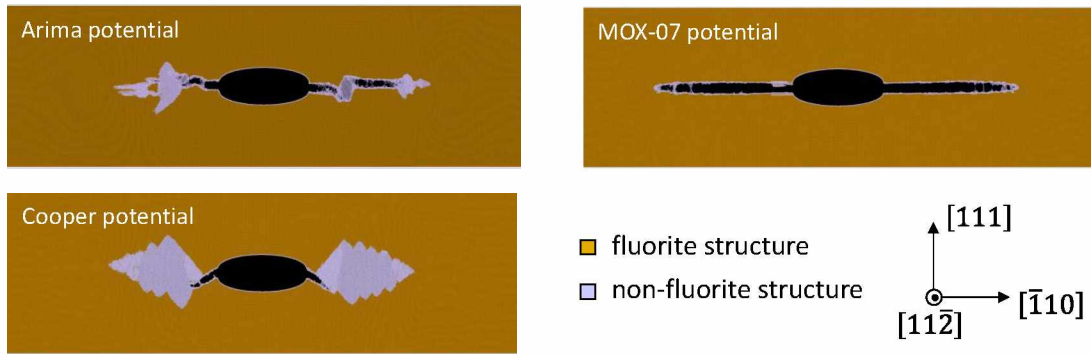 Arima potential
MOX-07 potential
Cooper potential
fluorite structure
non-fluorite structure
[111]
[1̅10]
[112̅]